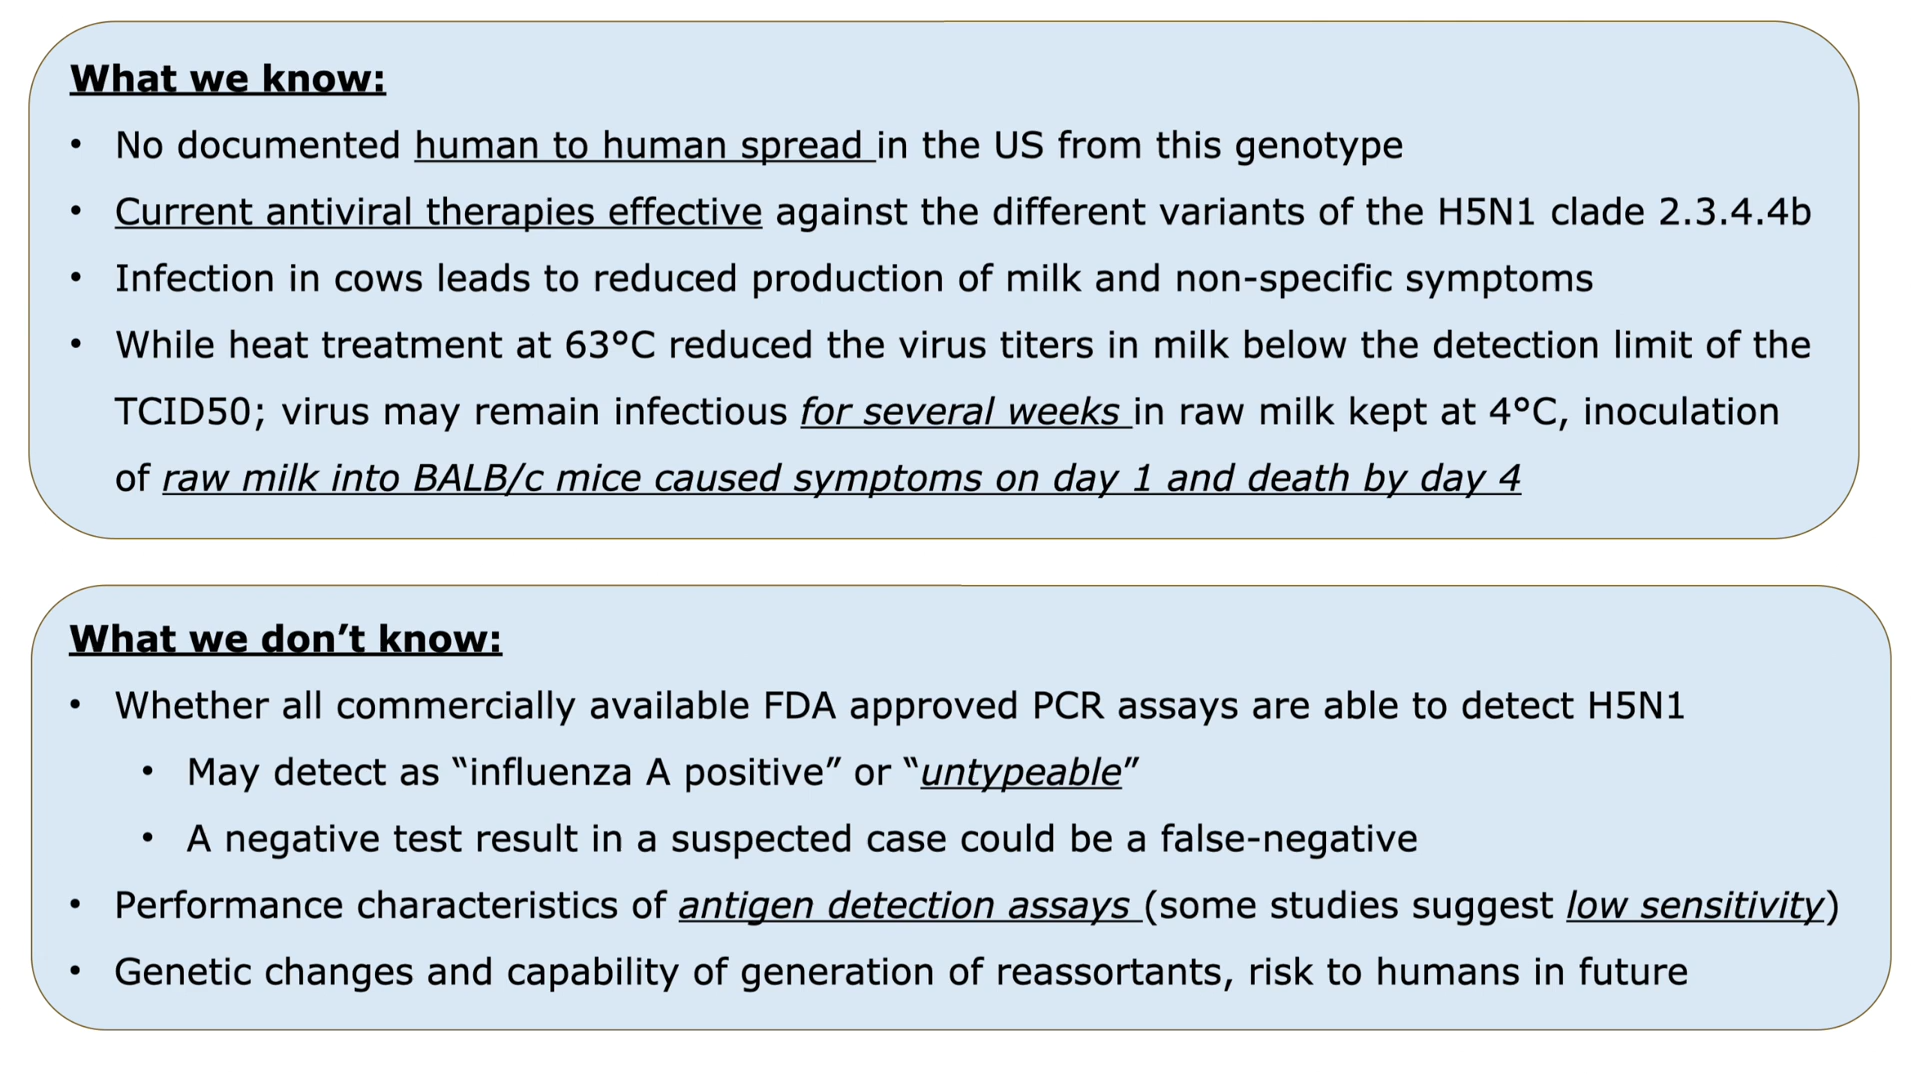 What we know:
• No documented human to human spread in the US from this genotype
• Current antiviral therapies effective against the different variants of the H5N1 clade 2.3.4.4b
• Infection in cows leads to reduced production of milk and non-specific symptoms
• While heat treatment at 63°C reduced the virus titers in milk below the detection limit of the
TCID50; virus may remain infectious for several weeks in raw milk kept at 4°C, inoculation
of raw milk into BALB/c mice caused symptoms on day 1 and death by day 4
What we don’t know:
• Whether all commercially available FDA approved PCR assays are able to detect H5N1
• May detect as “influenza A positive” or “untypeable”
• A negative test result in a suspected case could be a false-negative
• Performance characteristics of antigen detection assays (some studies suggest low sensitivity)
• Genetic changes and capability of generation of reassortants, risk to humans in future